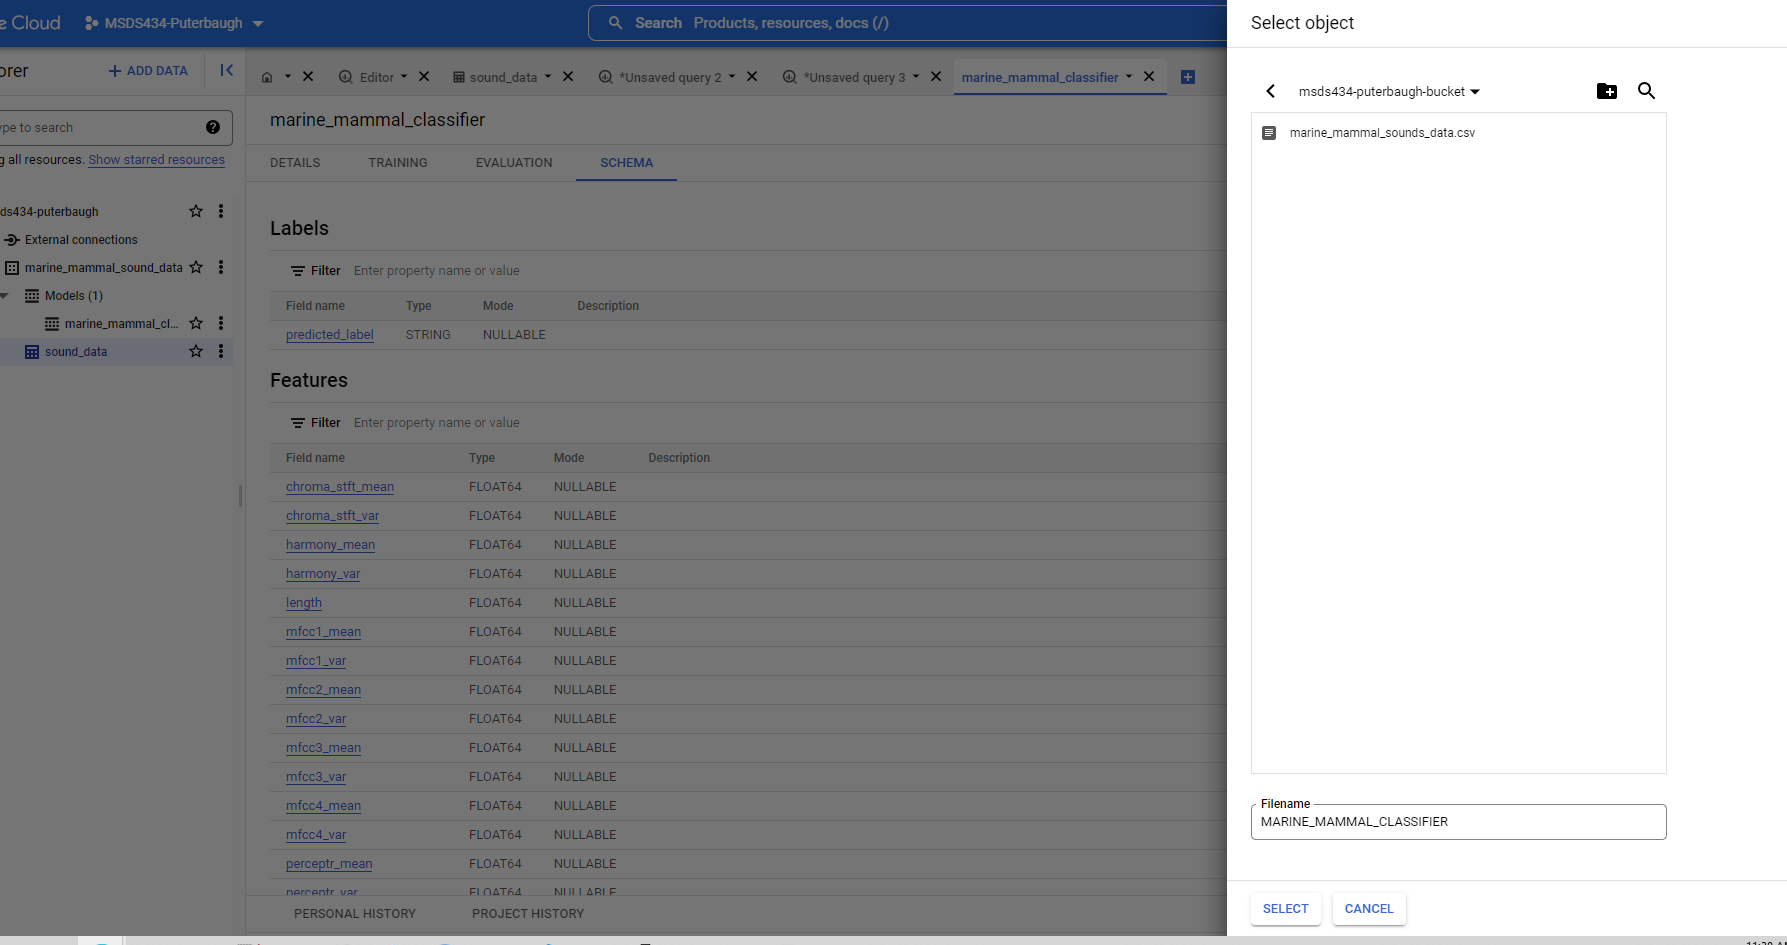 e Cloud
MSDS434-Puterbaugh
Search Products, resources, docs (/)
orer
ADD DATA
ype to search
g all resources. Show starred resources
ds434-puterbaugh
External connections
marine_mammal_sound_data
Models (1)
marine_mammal_cl...
sound_data
Editor
sound_data
*Unsaved query 2
*Unsaved query 3
marine_mammal_classifier
marine_mammal_classifier
DETAILS
TRAINING
EVALUATION
SCHEMA
Labels
Filter Enter property name or value
Field name Type Mode Description
predicted_label STRING NULLABLE
Features
Filter Enter property name or value
Field name Type Mode Description
chroma_stft_mean FLOAT64 NULLABLE
chroma_stft_var FLOAT64 NULLABLE
harmony_mean FLOAT64 NULLABLE
harmony_var FLOAT64 NULLABLE
length FLOAT64 NULLABLE
mfcc1_mean FLOAT64 NULLABLE
mfcc1_var FLOAT64 NULLABLE
mfcc2_mean FLOAT64 NULLABLE
mfcc2_var FLOAT64 NULLABLE
mfcc3_mean FLOAT64 NULLABLE
mfcc3_var FLOAT64 NULLABLE
mfcc4_mean FLOAT64 NULLABLE
mfcc4_var FLOAT64 NULLABLE
perceptr_mean FLOAT64 NULLABLE
perceptr_var FLOAT64 NULLABLE
PERSONAL HISTORY
PROJECT HISTORY
Select object
msds434-puterbaugh-bucket
marine_mammal_sounds_data.csv
Filename
MARINE_MAMMAL_CLASSIFIER
SELECT
CANCEL